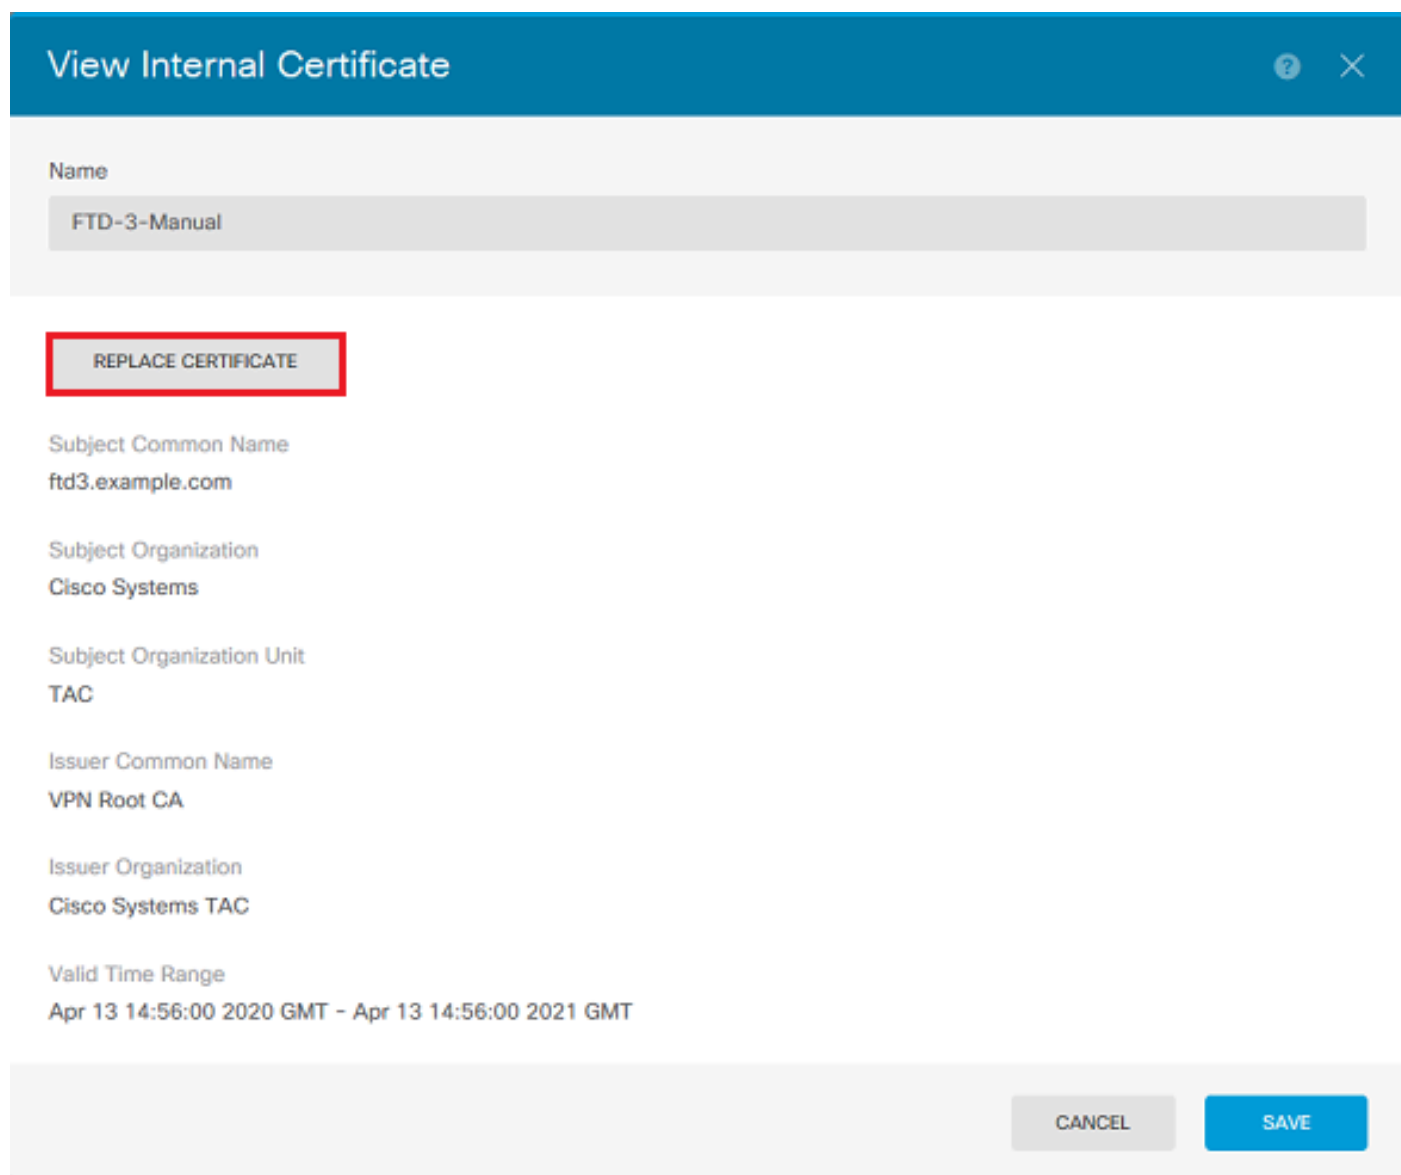 View Internal Certificate
?
Name
FTD-3-Manual
REPLACE CERTIFICATE
Subject Common Name
ftd3.example.com
Subject Organization
Cisco Systems
Subject Organization Unit
TAC
Issuer Common Name
VPN Root CA
Issuer Organization
Cisco Systems TAC
Valid Time Range
Apr 13 14:56:00 2020 GMT - Apr 13 14:56:00 2021 GMT
CANCEL
SAVE